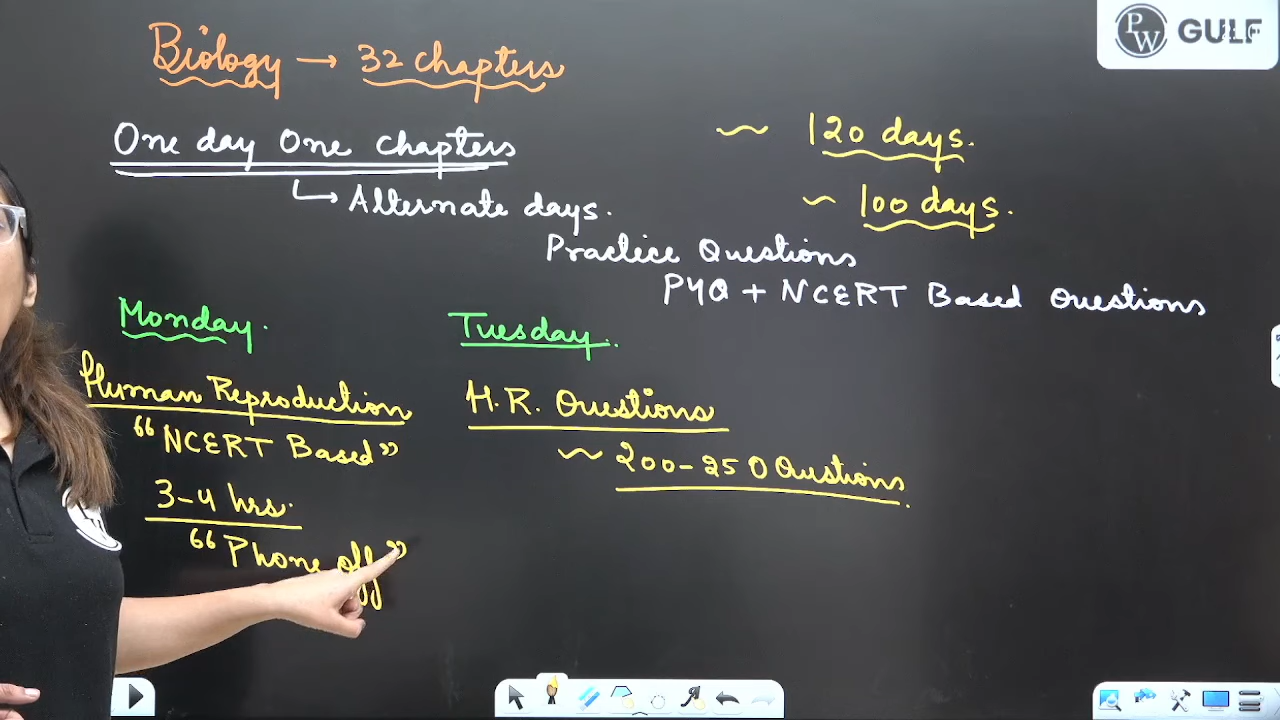 PW GULF
Biology → 32 chapters
One day One chapters
↳ Alternate days.
~ 120 days.
~ 100 days.
Practice Questions
PYQ + NCERT Based Questions
Monday.
Human Reproduction
"NCERT Based"
3-4 hrs.
"Phone off"
Tuesday.
H.R. Questions
~ 200-250 Qustions